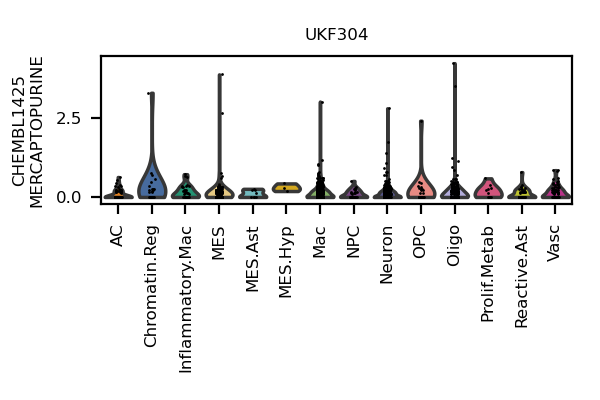 UKF304
CHEMBL1425
MERCAPTOPURINE
2.5
0.0
AC
Chromatin.Reg
Inflammatory.Mac
MES
MES.Ast
MES.Hyp
Mac
NPC
Neuron
OPC
Oligo
Prolif.Metab
Reactive.Ast
Vasc